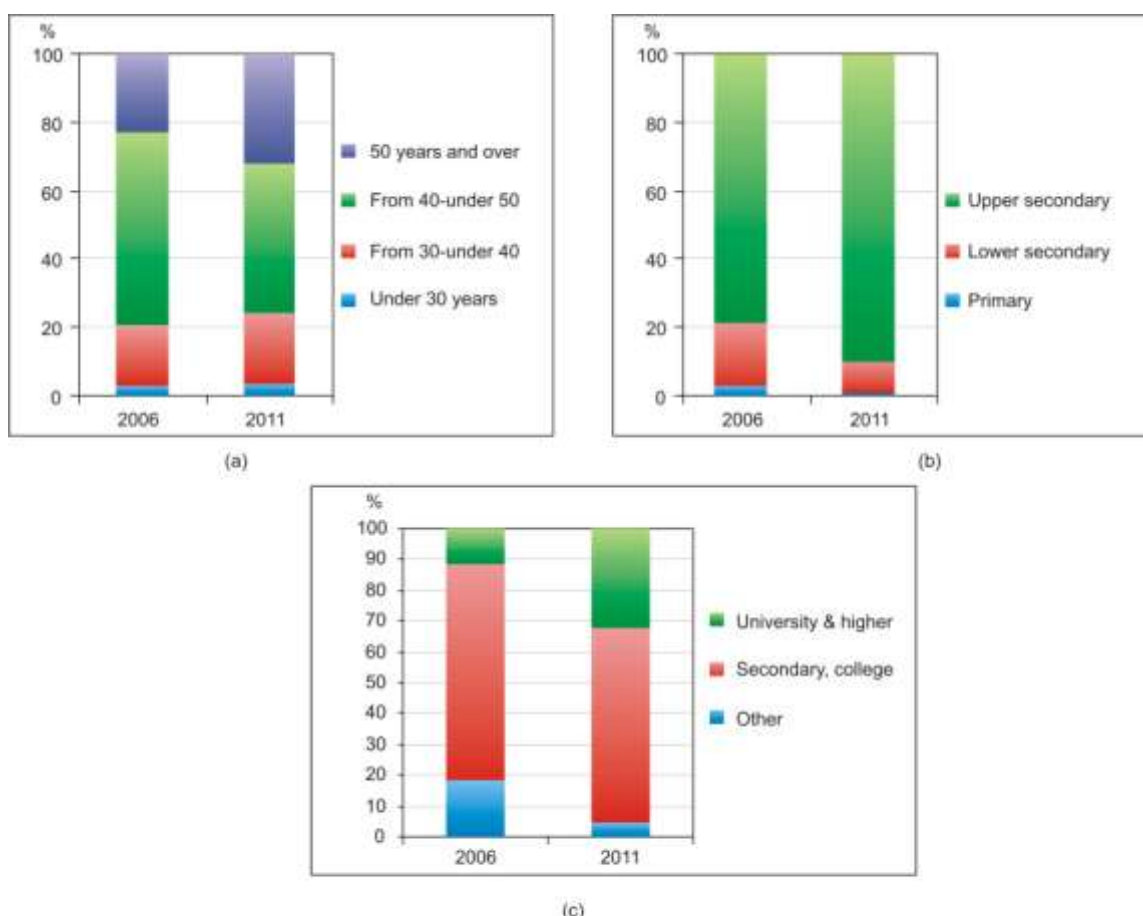 %
100
80
60
40
20
0
2006 2011
50 years and over
From 40-under 50
From 30-under 40
Under 30 years
(a)
%
100
80
60
40
20
0
2006 2011
Upper secondary
Lower secondary
Primary
(b)
%
100
90
80
70
60
50
40
30
20
10
0
2006 2011
University & higher
Secondary, college
Other
(c)